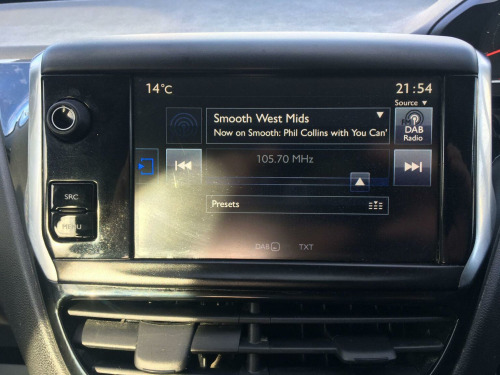 14°C
21:54
Source ▼
Smooth West Mids
Now on Smooth: Phil Collins with You Can'
DAB
Radio
105.70 MHz
SRC
MENU
Presets
DAB
TXT